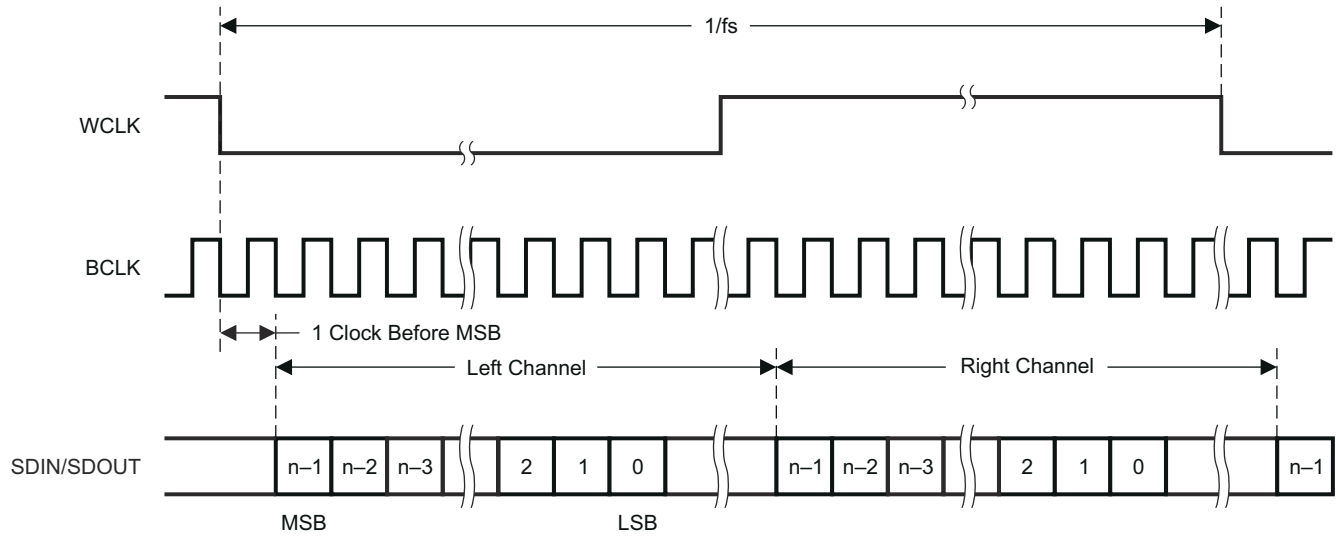 1/fs
WCLK
BCLK
1 Clock Before MSB
Left Channel
Right Channel
SDIN/SDOUT
n–1 n–2 n–3 2 1 0 n–1 n–2 n–3 2 1 0 n–1
MSB LSB